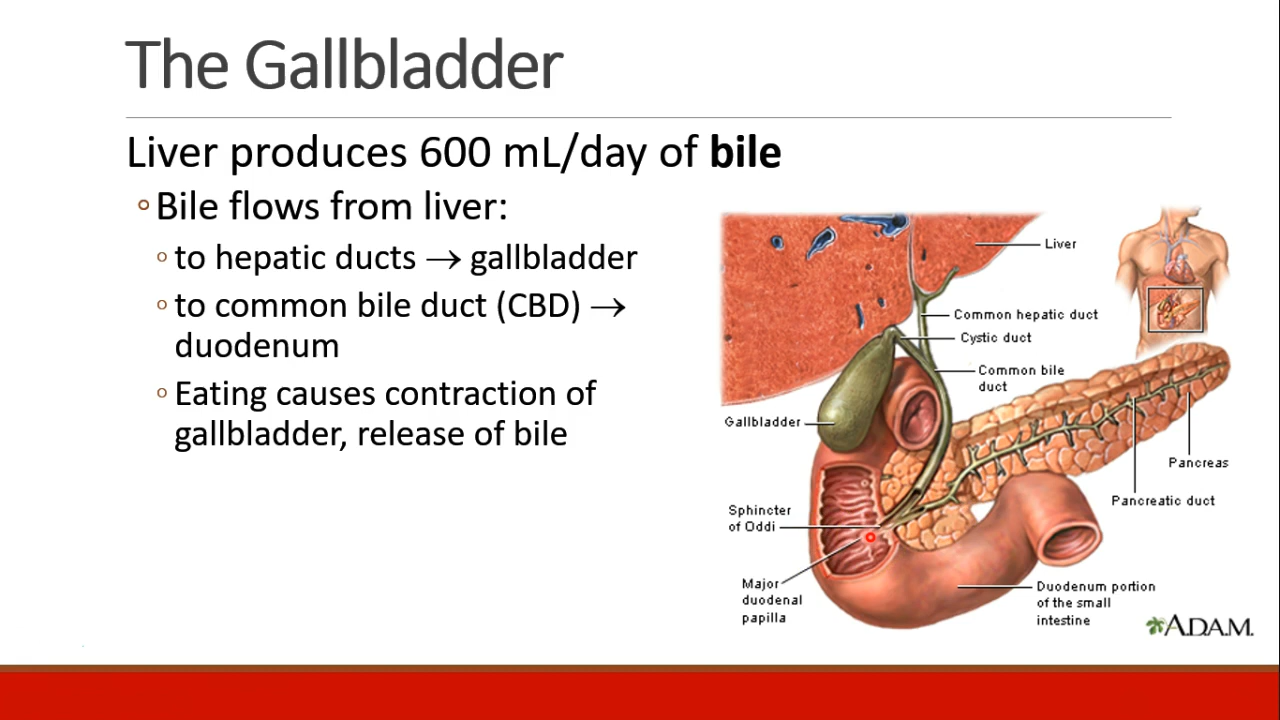 The Gallbladder
Liver produces 600 mL/day of bile
◦ Bile flows from liver:
◦ to hepatic ducts → gallbladder
◦ to common bile duct (CBD) →
duodenum
◦ Eating causes contraction of
gallbladder, release of bile
Liver
Common hepatic duct
Cystic duct
Common bile
duct
Gallbladder
Pancreas
Pancreatic duct
Sphincter
of Oddi
Major
duodenal
papilla
Duodenum portion
of the small
intestine
A.D.A.M.